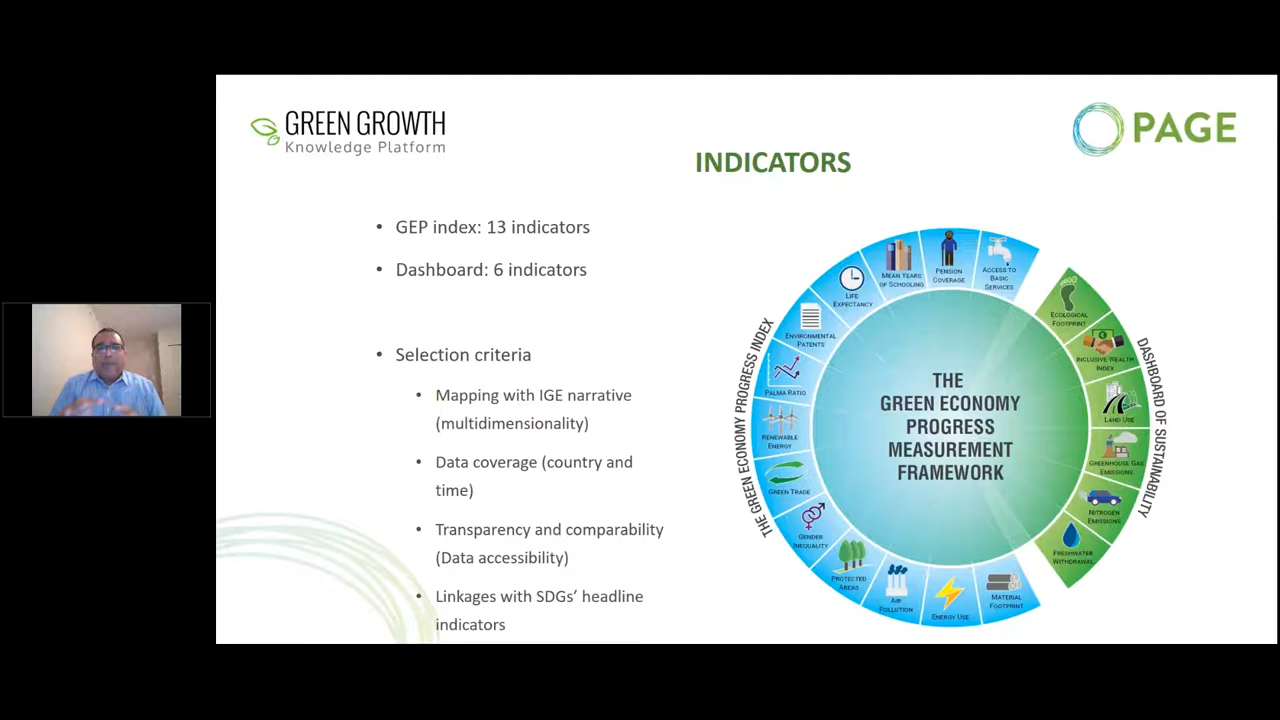 GREEN GROWTH
Knowledge Platform
PAGE
INDICATORS
• GEP index: 13 indicators
• Dashboard: 6 indicators
• Selection criteria
• Mapping with IGE narrative
(multidimensionality)
• Data coverage (country and
time)
• Transparency and comparability
(Data accessibility)
• Linkages with SDGs' headline
indicators
THE GREEN ECONOMY PROGRESS INDEX
MATERIAL
FOOTPRINT
ENERGY USE
AIR
POLLUTION
PROTECTED
AREAS
GENDER
INEQUALITY
GREEN TRADE
RENEWABLE
ENERGY
PALMA RATIO
ENVIRONMENTAL
PATENTS
LIFE
EXPECTANCY
MEAN YEARS
OF SCHOOLING
PENSION
COVERAGE
ACCESS TO
BASIC
SERVICES
THE
GREEN ECONOMY
PROGRESS
MEASUREMENT
FRAMEWORK
DASHBOARD OF SUSTAINABILITY
ECOLOGICAL
FOOTPRINT
INCLUSIVE WEALTH
INDEX
LAND USE
GREENHOUSE GAS
EMISSIONS
NITROGEN
EMISSIONS
FRESHWATER
WITHDRAWAL